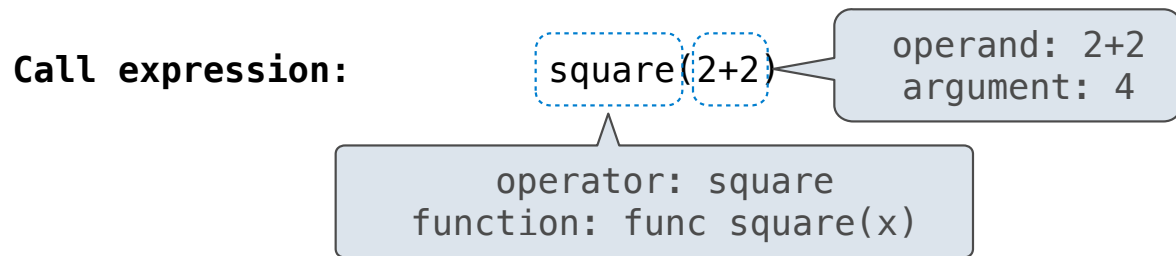 Call expression: square(2+2)
operand: 2+2
argument: 4
operator: square
function: func square(x)